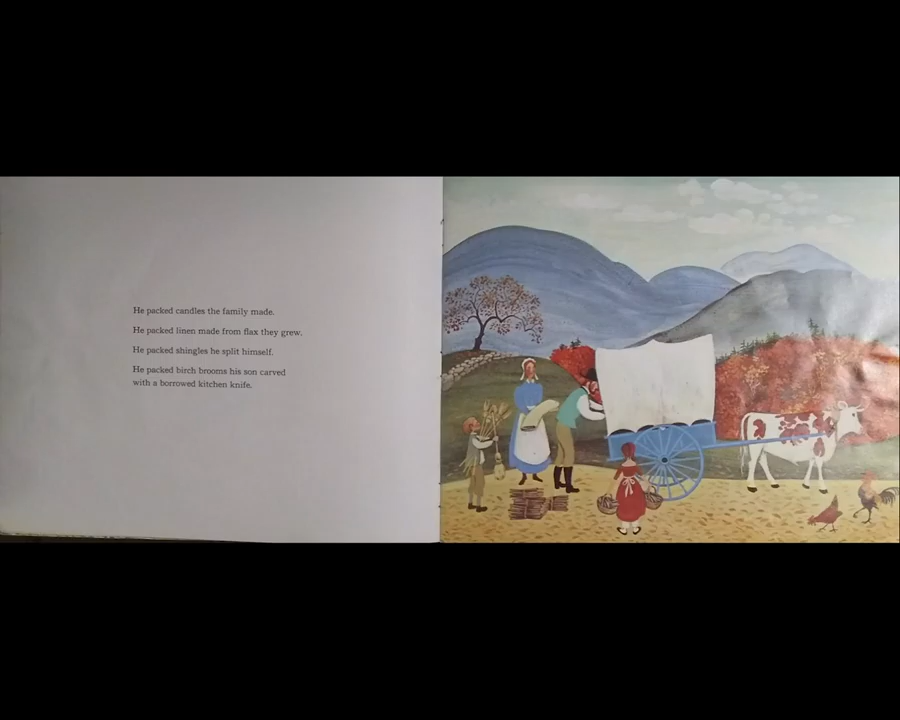 He packed candles the family made.
He packed linen made from flax they grew.
He packed shingles he split himself.
He packed birch brooms his son carved
with a borrowed kitchen knife.